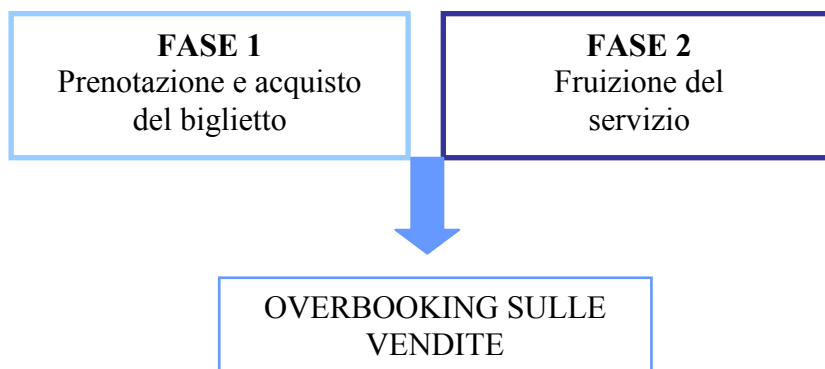 FASE 1
Prenotazione e acquisto
del biglietto
FASE 2
Fruizione del
servizio
OVERBOOKING SULLE
VENDITE